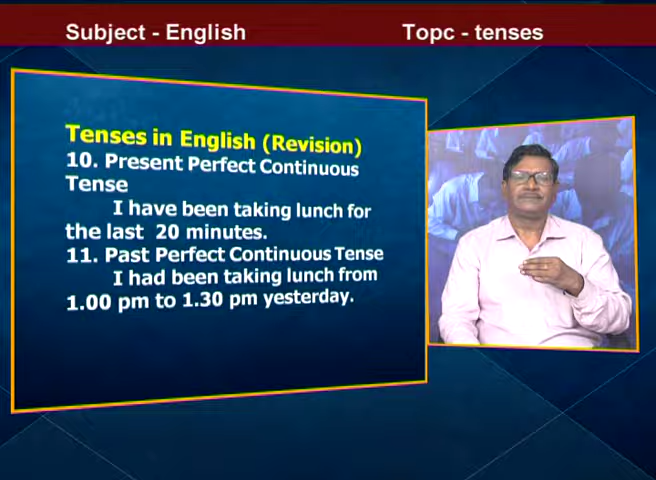 Subject - English
Topc - tenses
Tenses in English (Revision)
10. Present Perfect Continuous
Tense
I have been taking lunch for
the last 20 minutes.
11. Past Perfect Continuous Tense
I had been taking lunch from
1.00 pm to 1.30 pm yesterday.